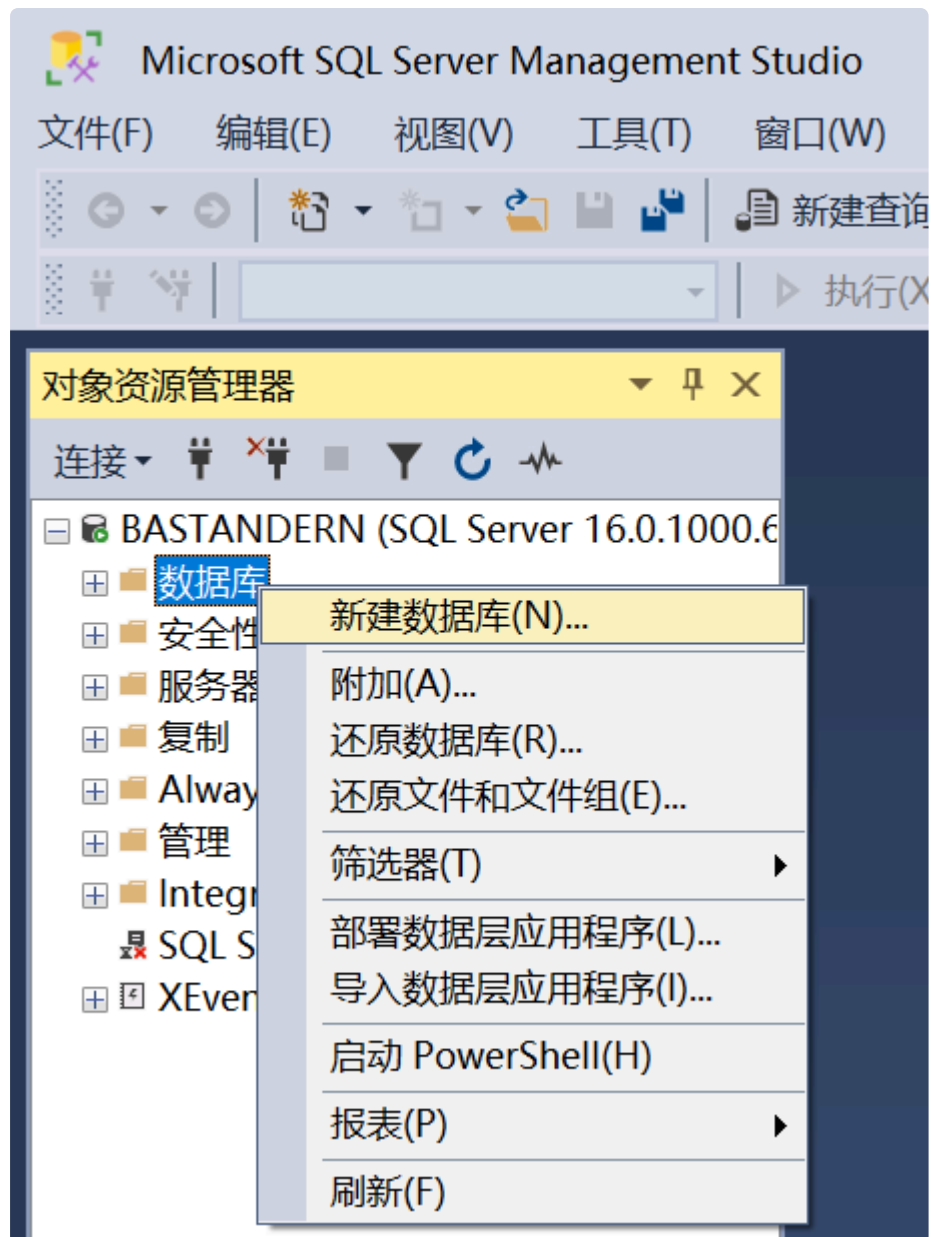 Microsoft SQL Server Management Studio
文件(F) 编辑(E) 视图(V) 工具(T) 窗口(W)
新建查询
执行(X
对象资源管理器
连接
BASTANDERN (SQL Server 16.0.1000.6
数据库
新建数据库(N)...
安全性
附加(A)...
服务器
还原数据库(R)...
复制
还原文件和文件组(E)...
Alway
管理
筛选器(T)
Integr
部署数据层应用程序(L)...
SQL S
导入数据层应用程序(I)...
XEven
启动 PowerShell(H)
报表(P)
刷新(F)